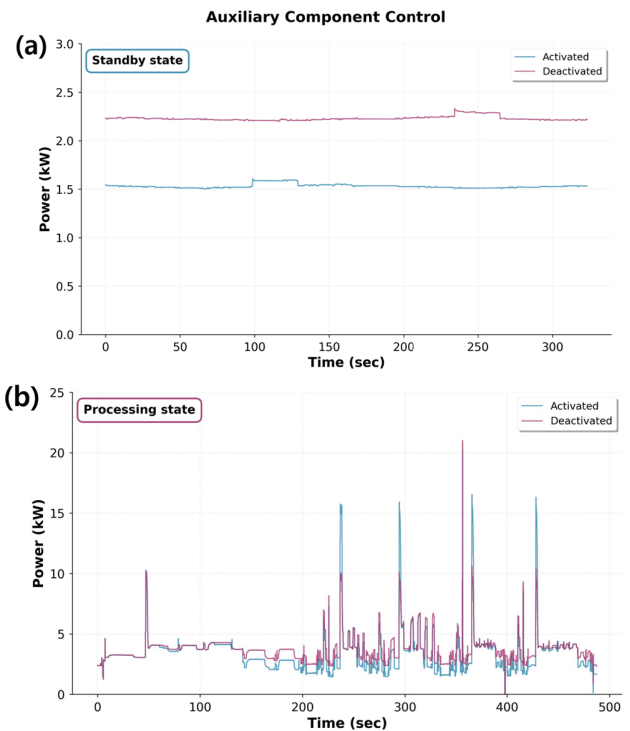 Auxiliary Component Control
(a)
Standby state
Activated
Deactivated
3.0
2.5
2.0
1.5
1.0
0.5
0.0
Power (kW)
0 50 100 150 200 250 300
Time (sec)
(b)
Processing state
Activated
Deactivated
25
20
15
10
5
0
Power (kW)
0 100 200 300 400 500
Time (sec)